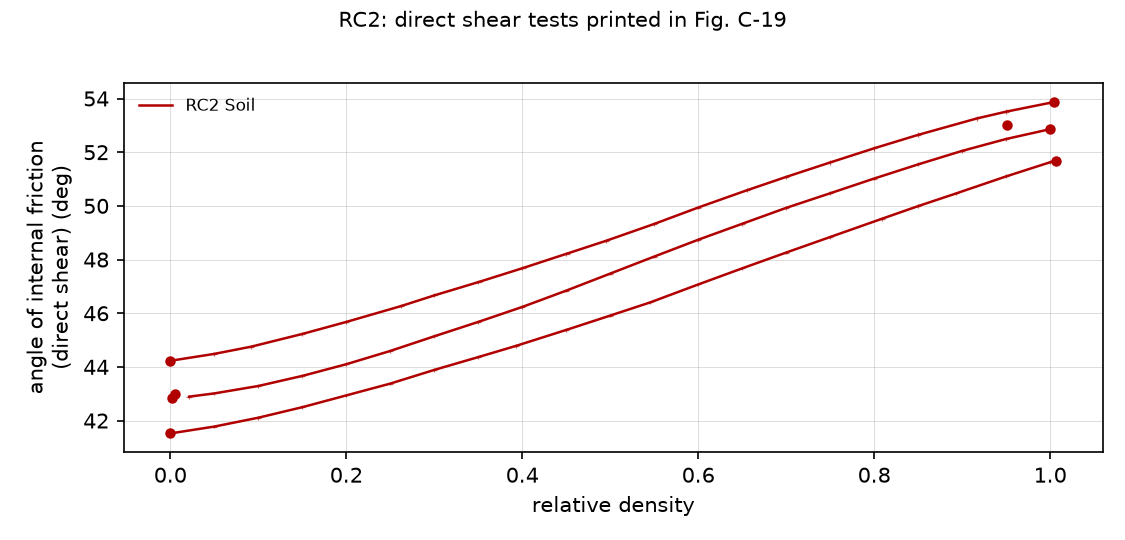 RC2: direct shear tests printed in Fig. C-19
RC2 Soil
54
52
50
48
46
44
42
angle of internal friction
(direct shear) (deg)
0.0
0.2
0.4
0.6
0.8
1.0
relative density